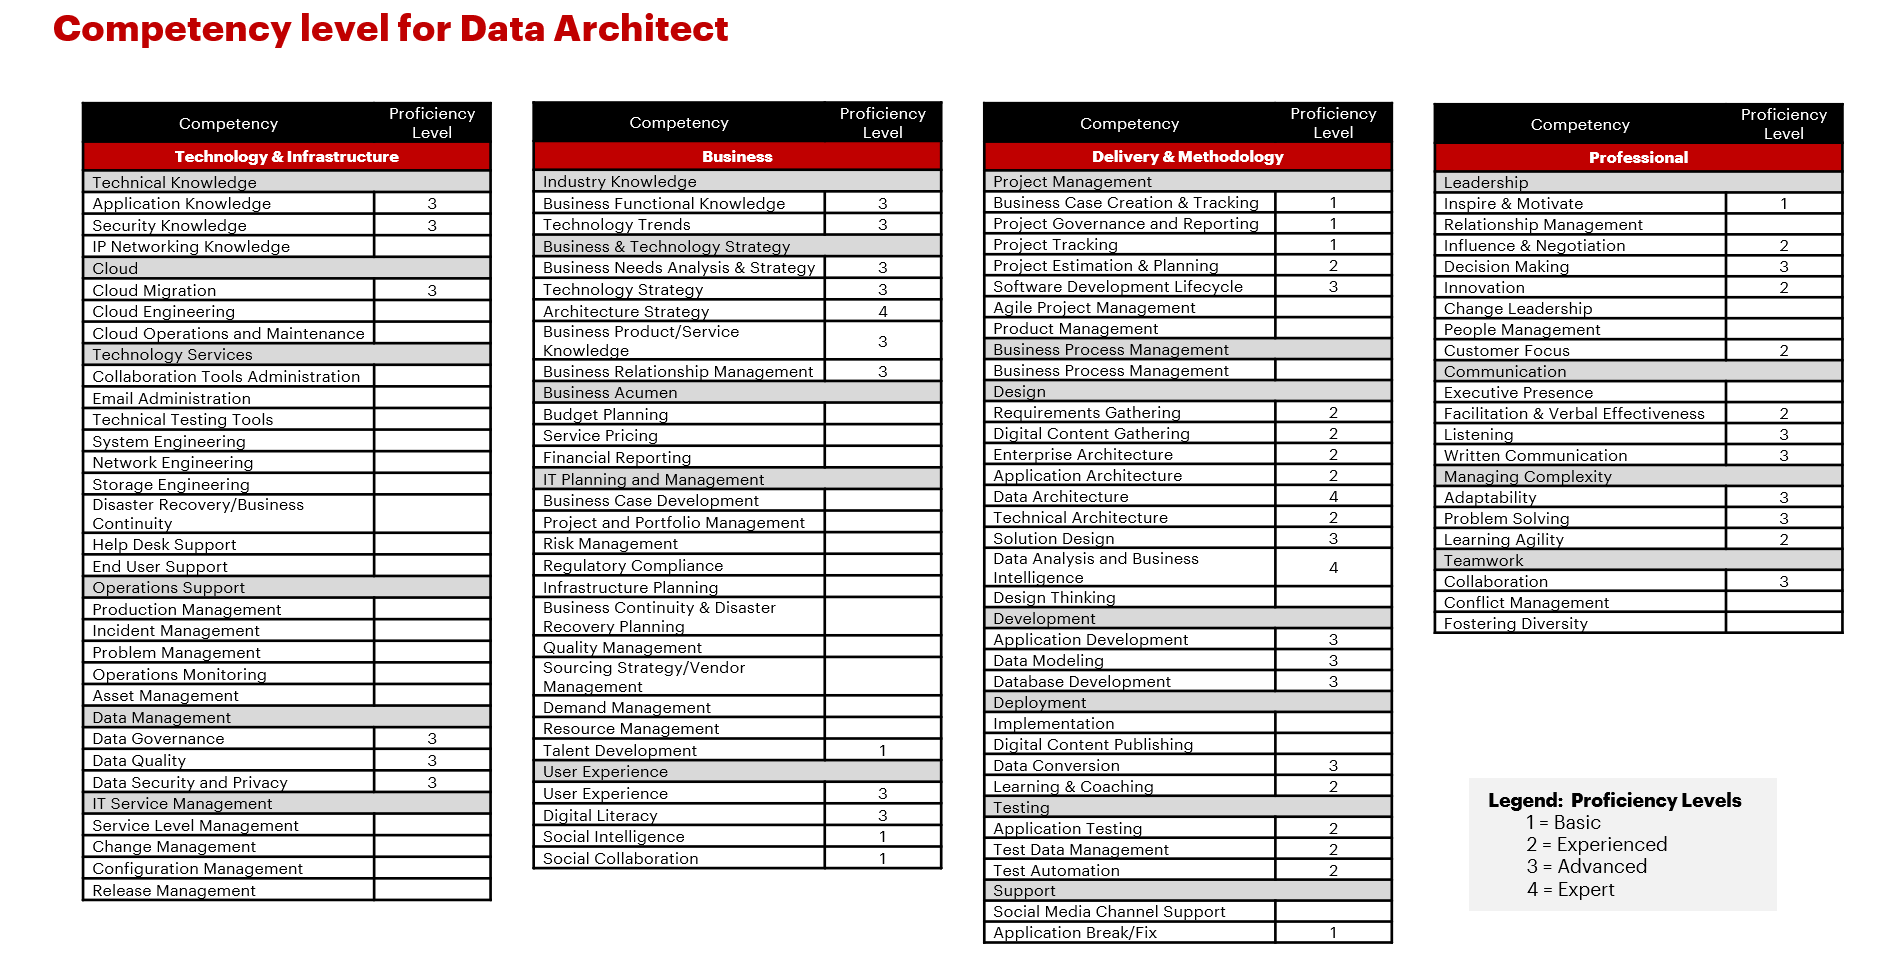 Competency level for Data Architect
Competency Proficiency Level
Technology & Infrastructure
Technical Knowledge
Application Knowledge 3
Security Knowledge 3
IP Networking Knowledge
Cloud
Cloud Migration 3
Cloud Engineering
Cloud Operations and Maintenance
Technology Services
Collaboration Tools Administration
Email Administration
Technical Testing Tools
System Engineering
Network Engineering
Storage Engineering
Disaster Recovery/Business
Continuity
Help Desk Support
End User Support
Operations Support
Production Management
Incident Management
Problem Management
Operations Monitoring
Asset Management
Data Management
Data Governance 3
Data Quality 3
Data Security and Privacy 3
IT Service Management
Service Level Management
Change Management
Configuration Management
Release Management
Competency Proficiency Level
Business
Industry Knowledge
Business Functional Knowledge 3
Technology Trends 3
Business & Technology Strategy
Business Needs Analysis & Strategy 3
Technology Strategy 3
Architecture Strategy 4
Business Product/Service
Knowledge 3
Business Relationship Management 3
Business Acumen
Budget Planning
Service Pricing
Financial Reporting
IT Planning and Management
Business Case Development
Project and Portfolio Management
Risk Management
Regulatory Compliance
Infrastructure Planning
Business Continuity & Disaster
Recovery Planning
Quality Management
Sourcing Strategy/Vendor
Management
Demand Management
Resource Management
Talent Development 1
User Experience
User Experience 3
Digital Literacy 3
Social Intelligence 1
Social Collaboration 1
Competency Proficiency Level
Delivery & Methodology
Project Management
Business Case Creation & Tracking 1
Project Governance and Reporting 1
Project Tracking 1
Project Estimation & Planning 2
Software Development Lifecycle 3
Agile Project Management
Product Management
Business Process Management
Business Process Management
Design
Requirements Gathering 2
Digital Content Gathering 2
Enterprise Architecture 2
Application Architecture 2
Data Architecture 4
Technical Architecture 2
Solution Design 3
Data Analysis and Business
Intelligence 4
Design Thinking
Development
Application Development 3
Data Modeling 3
Database Development 3
Deployment
Implementation
Digital Content Publishing
Data Conversion 3
Learning & Coaching 2
Testing
Application Testing 2
Test Data Management 2
Test Automation 2
Support
Social Media Channel Support
Application Break/Fix 1
Competency Proficiency Level
Professional
Leadership
Inspire & Motivate 1
Relationship Management
Influence & Negotiation 2
Decision Making 3
Innovation 2
Change Leadership
People Management
Customer Focus 2
Communication
Executive Presence
Facilitation & Verbal Effectiveness 2
Listening 3
Written Communication 3
Managing Complexity
Adaptability 3
Problem Solving 3
Learning Agility 2
Teamwork
Collaboration 3
Conflict Management
Fostering Diversity
Legend: Proficiency Levels
1 = Basic
2 = Experienced
3 = Advanced
4 = Expert